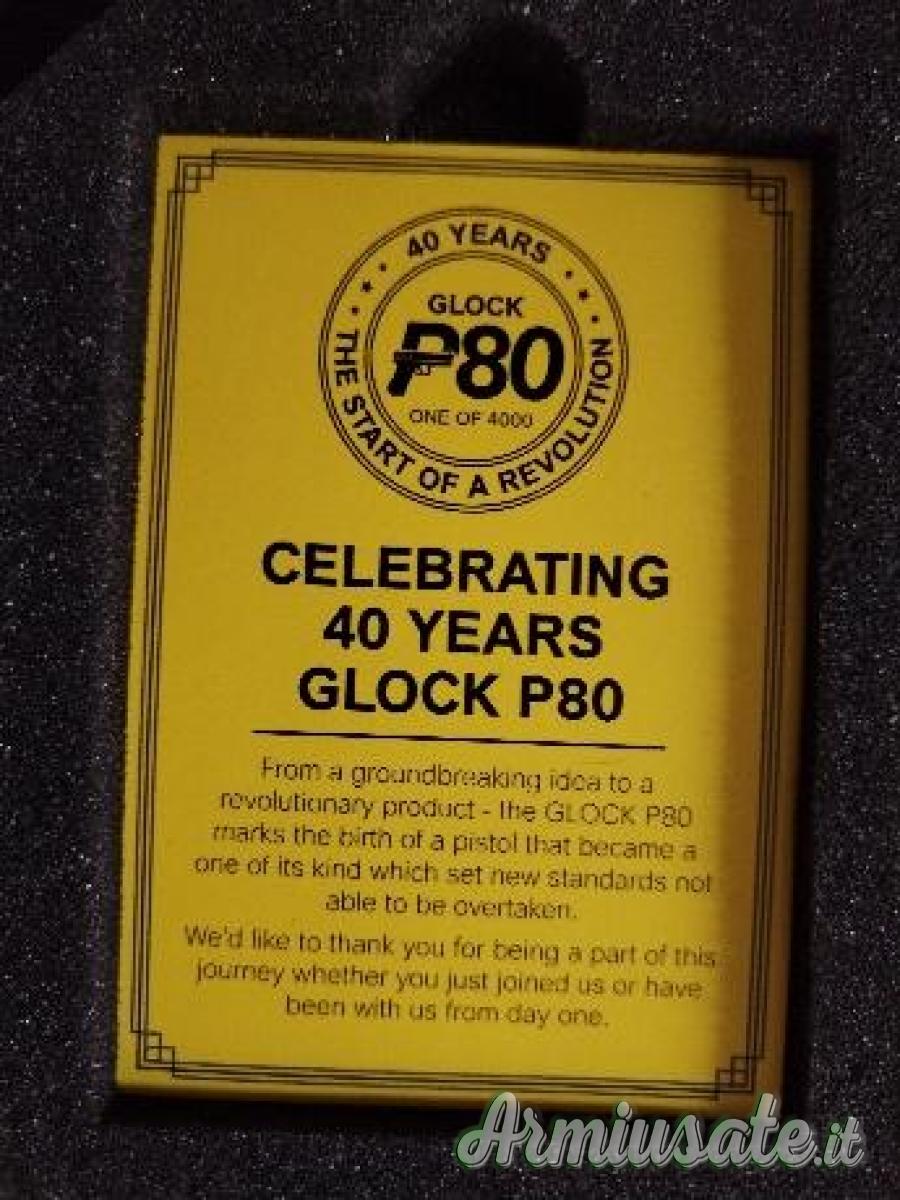 40 YEARS
GLOCK
P80
ONE OF 4000
THE START OF A REVOLUTION
CELEBRATING
40 YEARS
GLOCK P80
From a groundbreaking idea to a
revolutionary product - the GLOCK P80
marks the birth of a pistol that became a
one of its kind which set new standards not
able to be overtaken.
We'd like to thank you for being a part of this
journey whether you just joined us or have
been with us from day one.
Armiusate.it